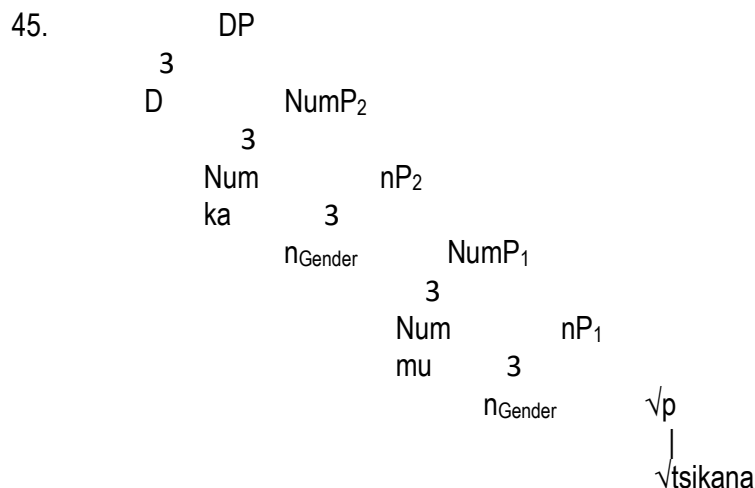 45. DP
3
D NumP₂
3
Num nP₂
ka 3
nGender NumP₁
3
Num nP₁
mu 3
nGender √p
|
√tsikana